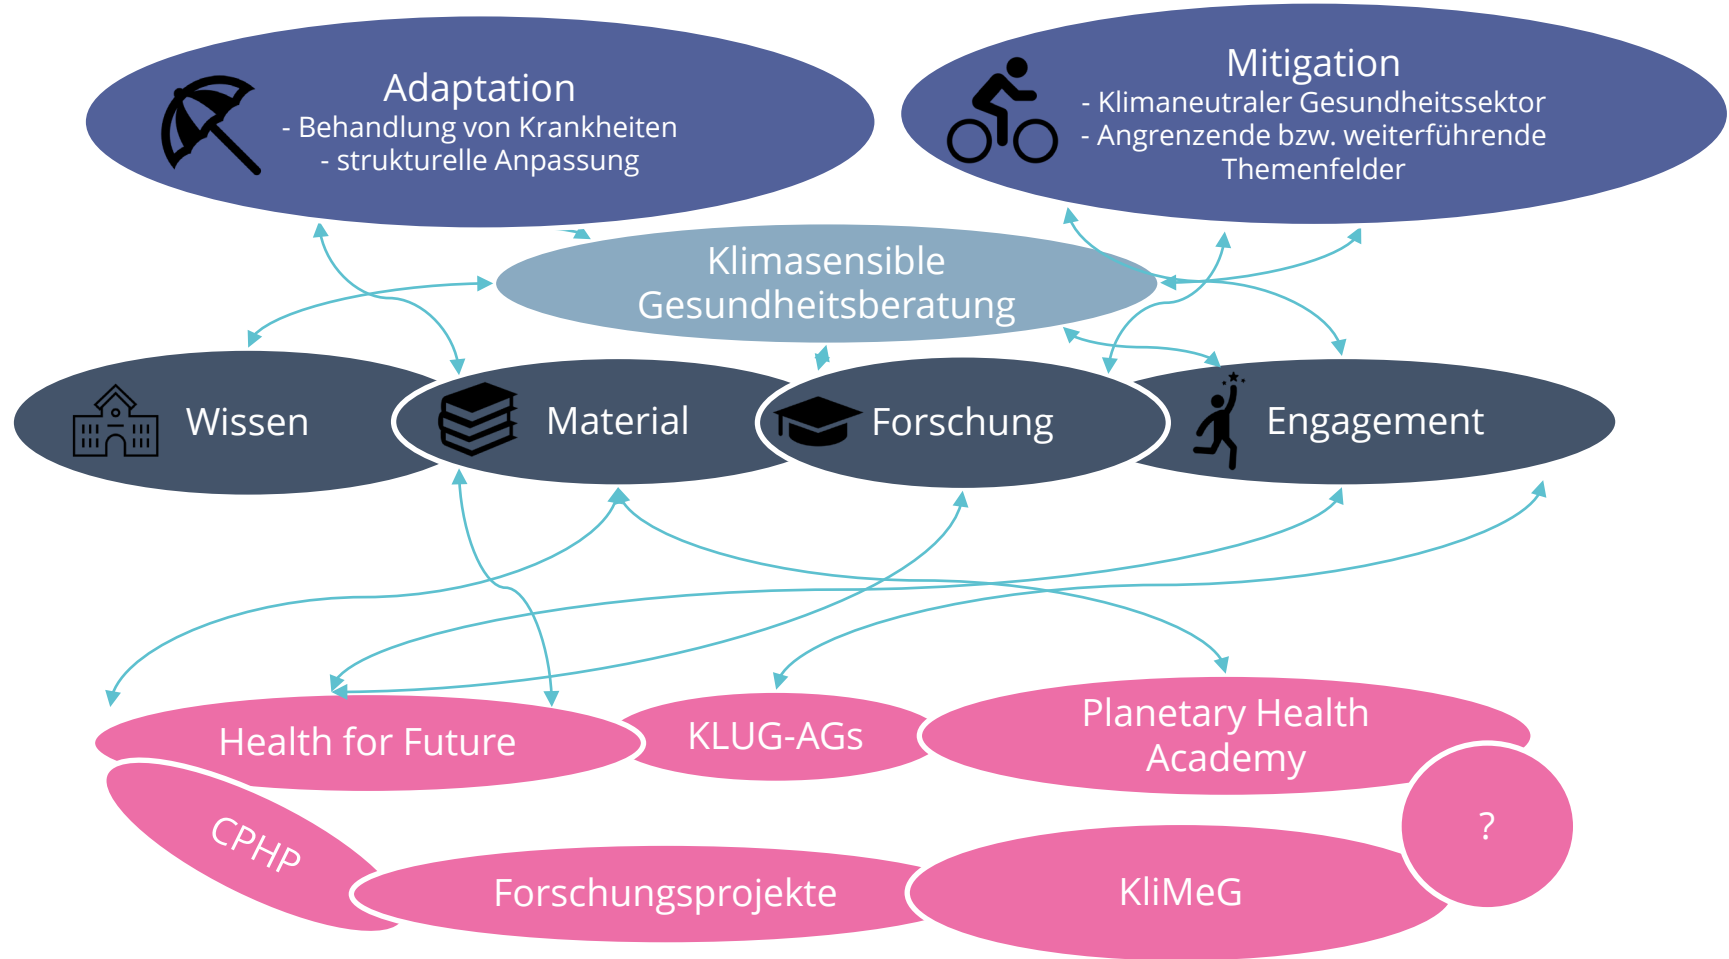 Adaptation
- Behandlung von Krankheiten
- strukturelle Anpassung
Mitigation
- Klimaneutraler Gesundheitssektor
- Angrenzende bzw. weiterführende
Themenfelder
Klimasensible
Gesundheitsberatung
Wissen
Material
Forschung
Engagement
Health for Future
KLUG-AGs
Planetary Health
Academy
CPHP
Forschungsprojekte
KliMeG
?